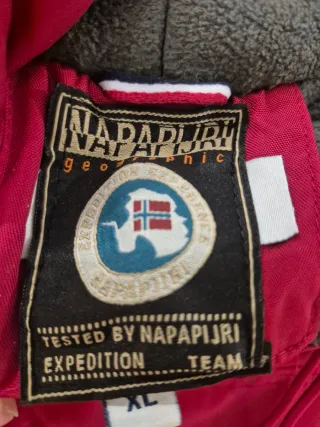 NAPAPIJRI
geographic
EXPEDITION EXPERIENCE
NAPAPIJRI
TESTED BY NAPAPIJRI
EXPEDITION TEAM
XL